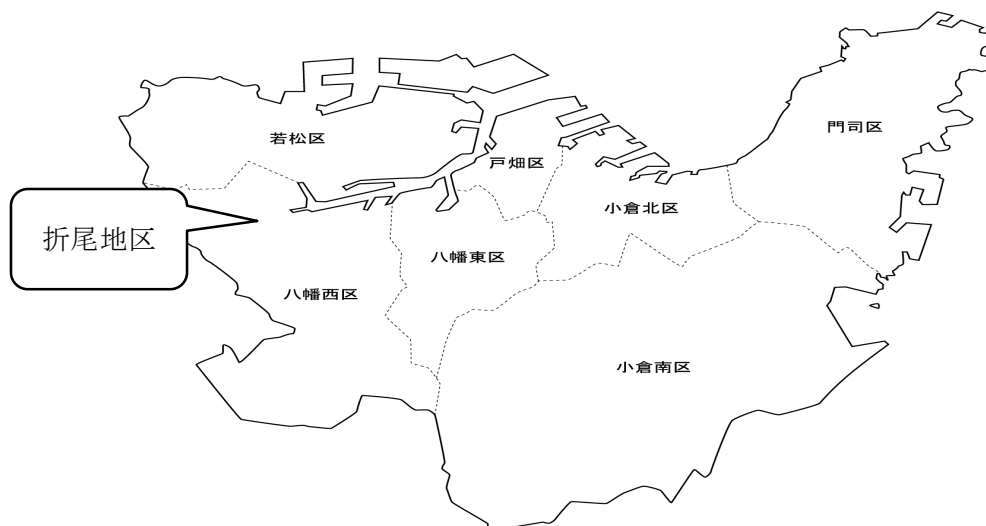 若松区
戸畑区
門司区
小倉北区
折尾地区
八幡東区
八幡西区
小倉南区